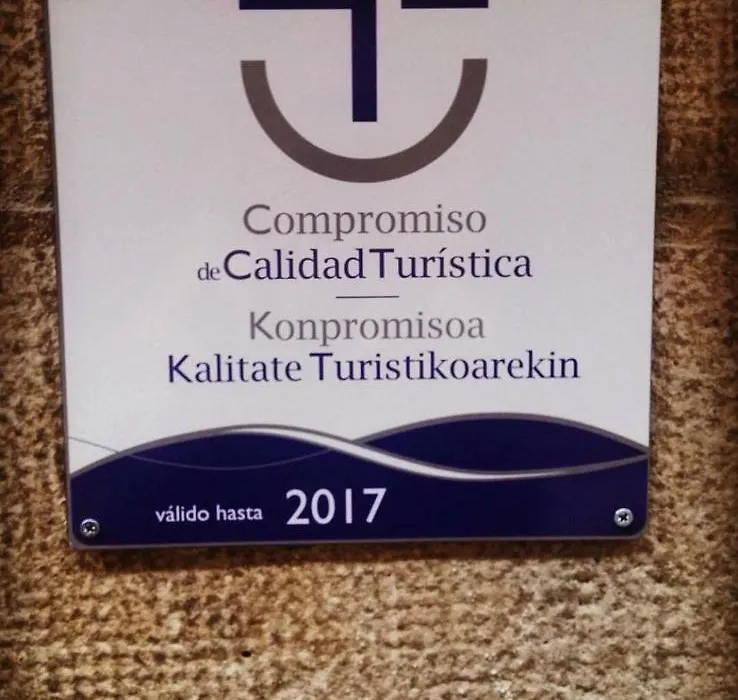 Compromiso
de Calidad Turística
Konpromisoa
Kalitate Turistikoarekin
válido hasta 2017